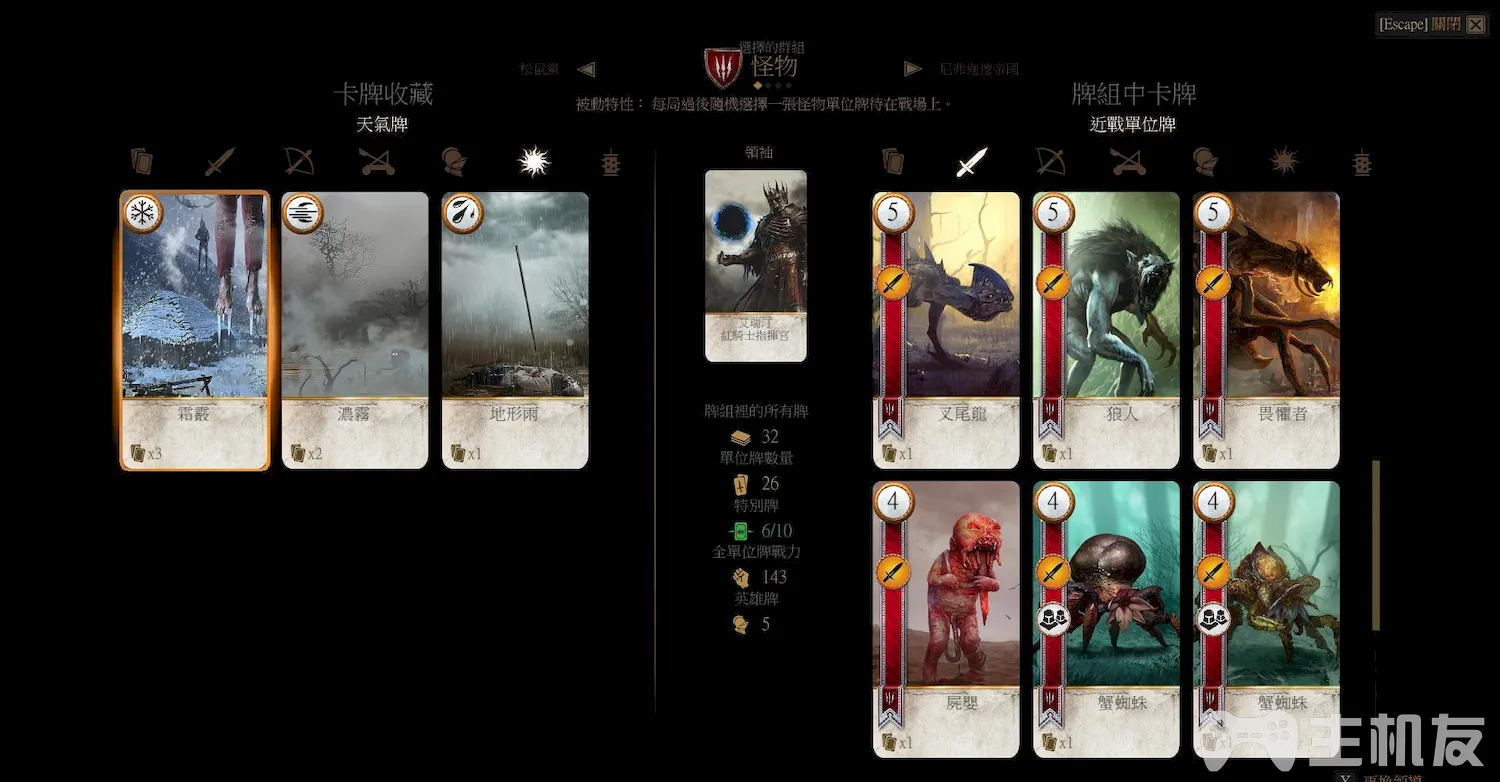 [Escape] 關閉
選擇的群組
松鼠黨
怪物
尼弗迦德帝國
卡牌收藏
天氣牌
被動特性： 每局過後隨機選擇一張怪物單位牌待在戰場上。
牌組中卡牌
近戰單位牌
領袖
霜霰
x3
濃霧
x2
地形雨
x1
艾瑞汀
紅騎士指揮官
牌組裡的所有牌
32
單位牌數量
26
特別牌
6/10
全單位牌戰力
143
英雄牌
5
5
叉尾龍
x1
5
狼人
x1
5
畏懼者
x1
4
屍嬰
x1
4
蟹蜘蛛
x1
4
蟹蜘蛛
x1
主机友
X 更換領導